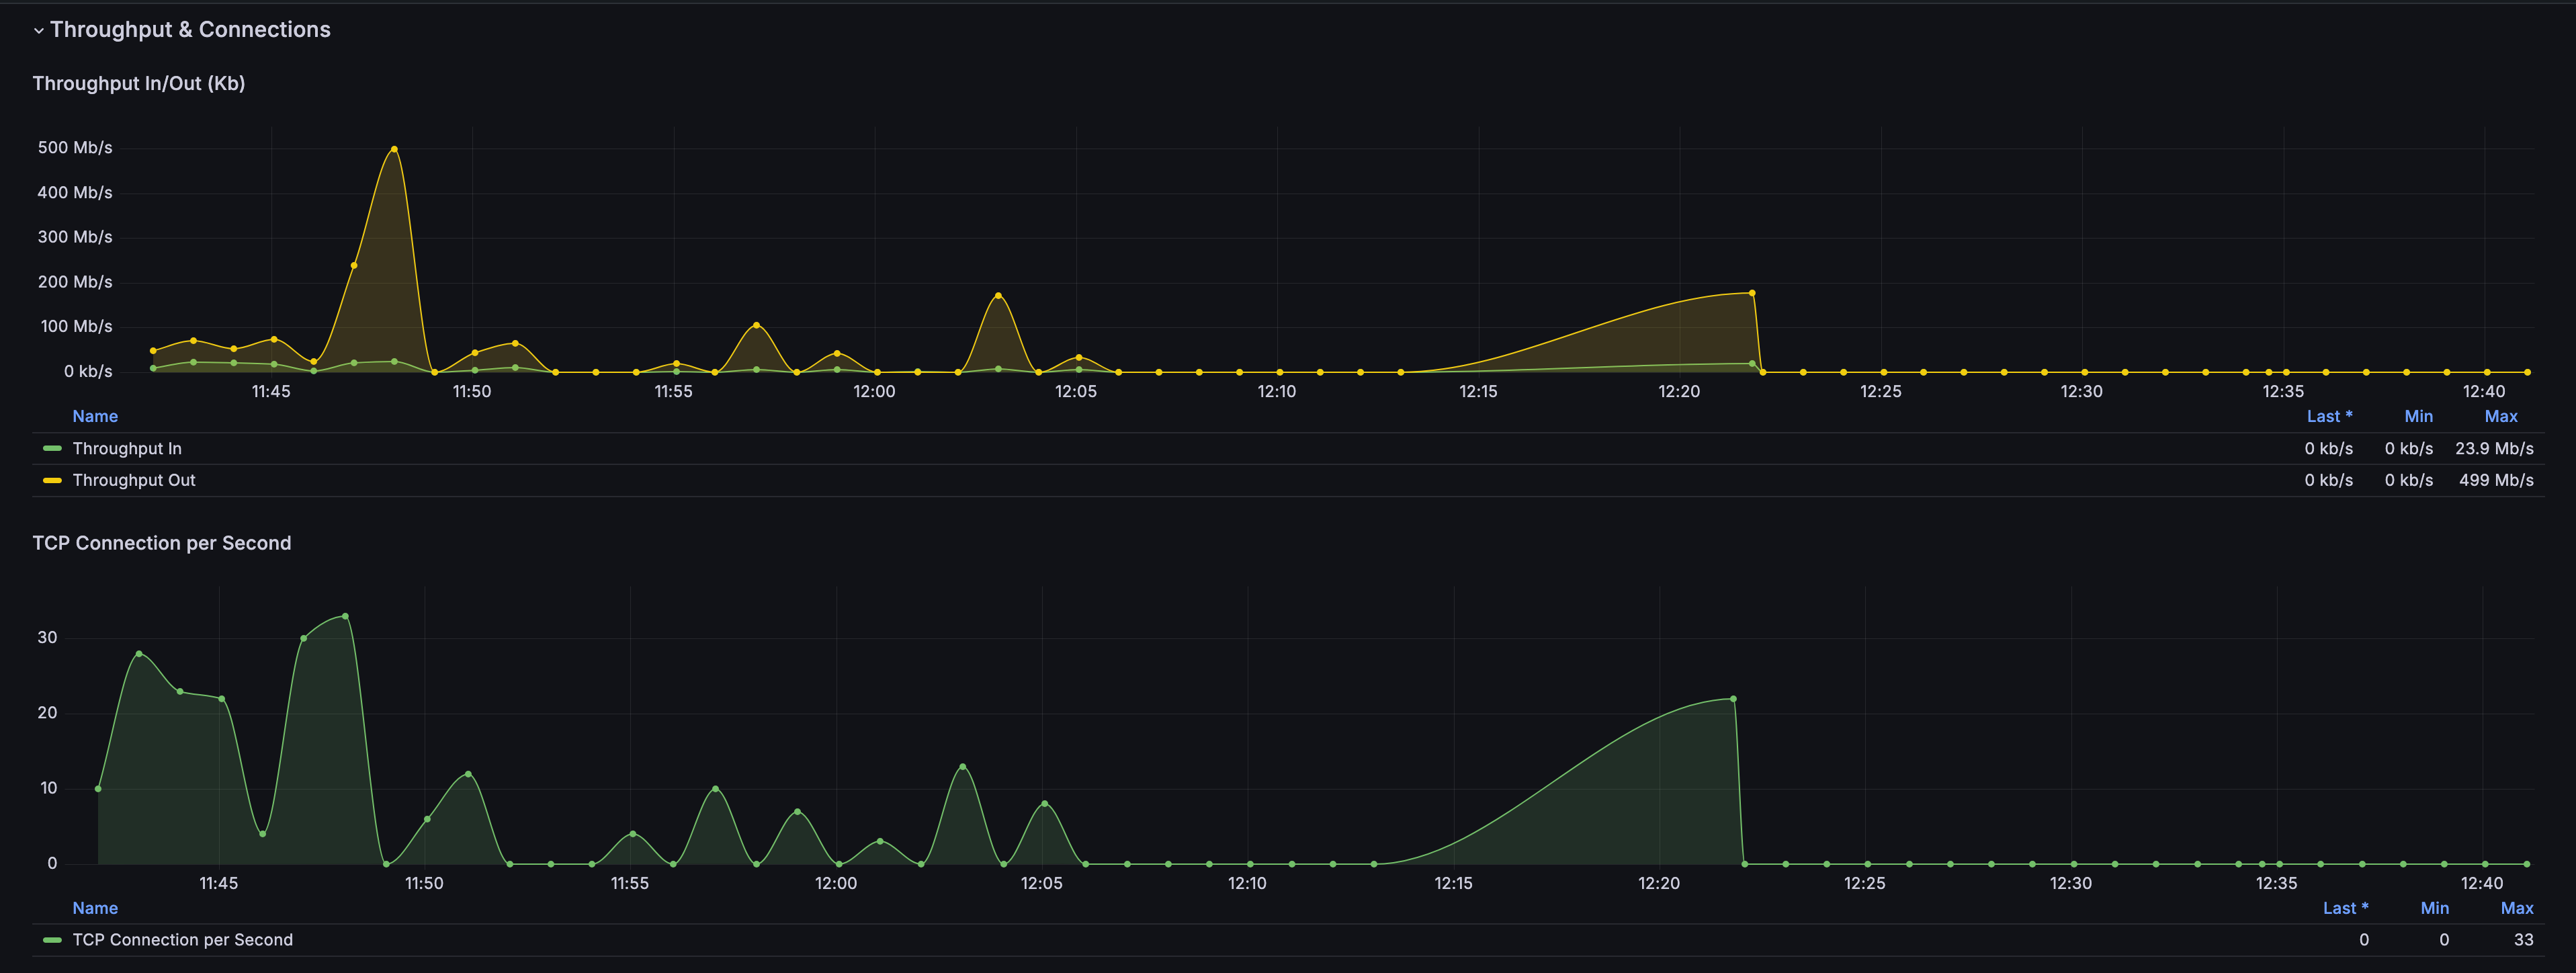 Throughput & Connections
Throughput In/Out (Kb)
500 Mb/s
400 Mb/s
300 Mb/s
200 Mb/s
100 Mb/s
0 kb/s
11:45 11:50 11:55 12:00 12:05 12:10 12:15 12:20 12:25 12:30 12:35 12:40
Name Last * Min Max
Throughput In 0 kb/s 0 kb/s 23.9 Mb/s
Throughput Out 0 kb/s 0 kb/s 499 Mb/s
TCP Connection per Second
30
20
10
0
11:45 11:50 11:55 12:00 12:05 12:10 12:15 12:20 12:25 12:30 12:35 12:40
Name Last * Min Max
TCP Connection per Second 0 0 33